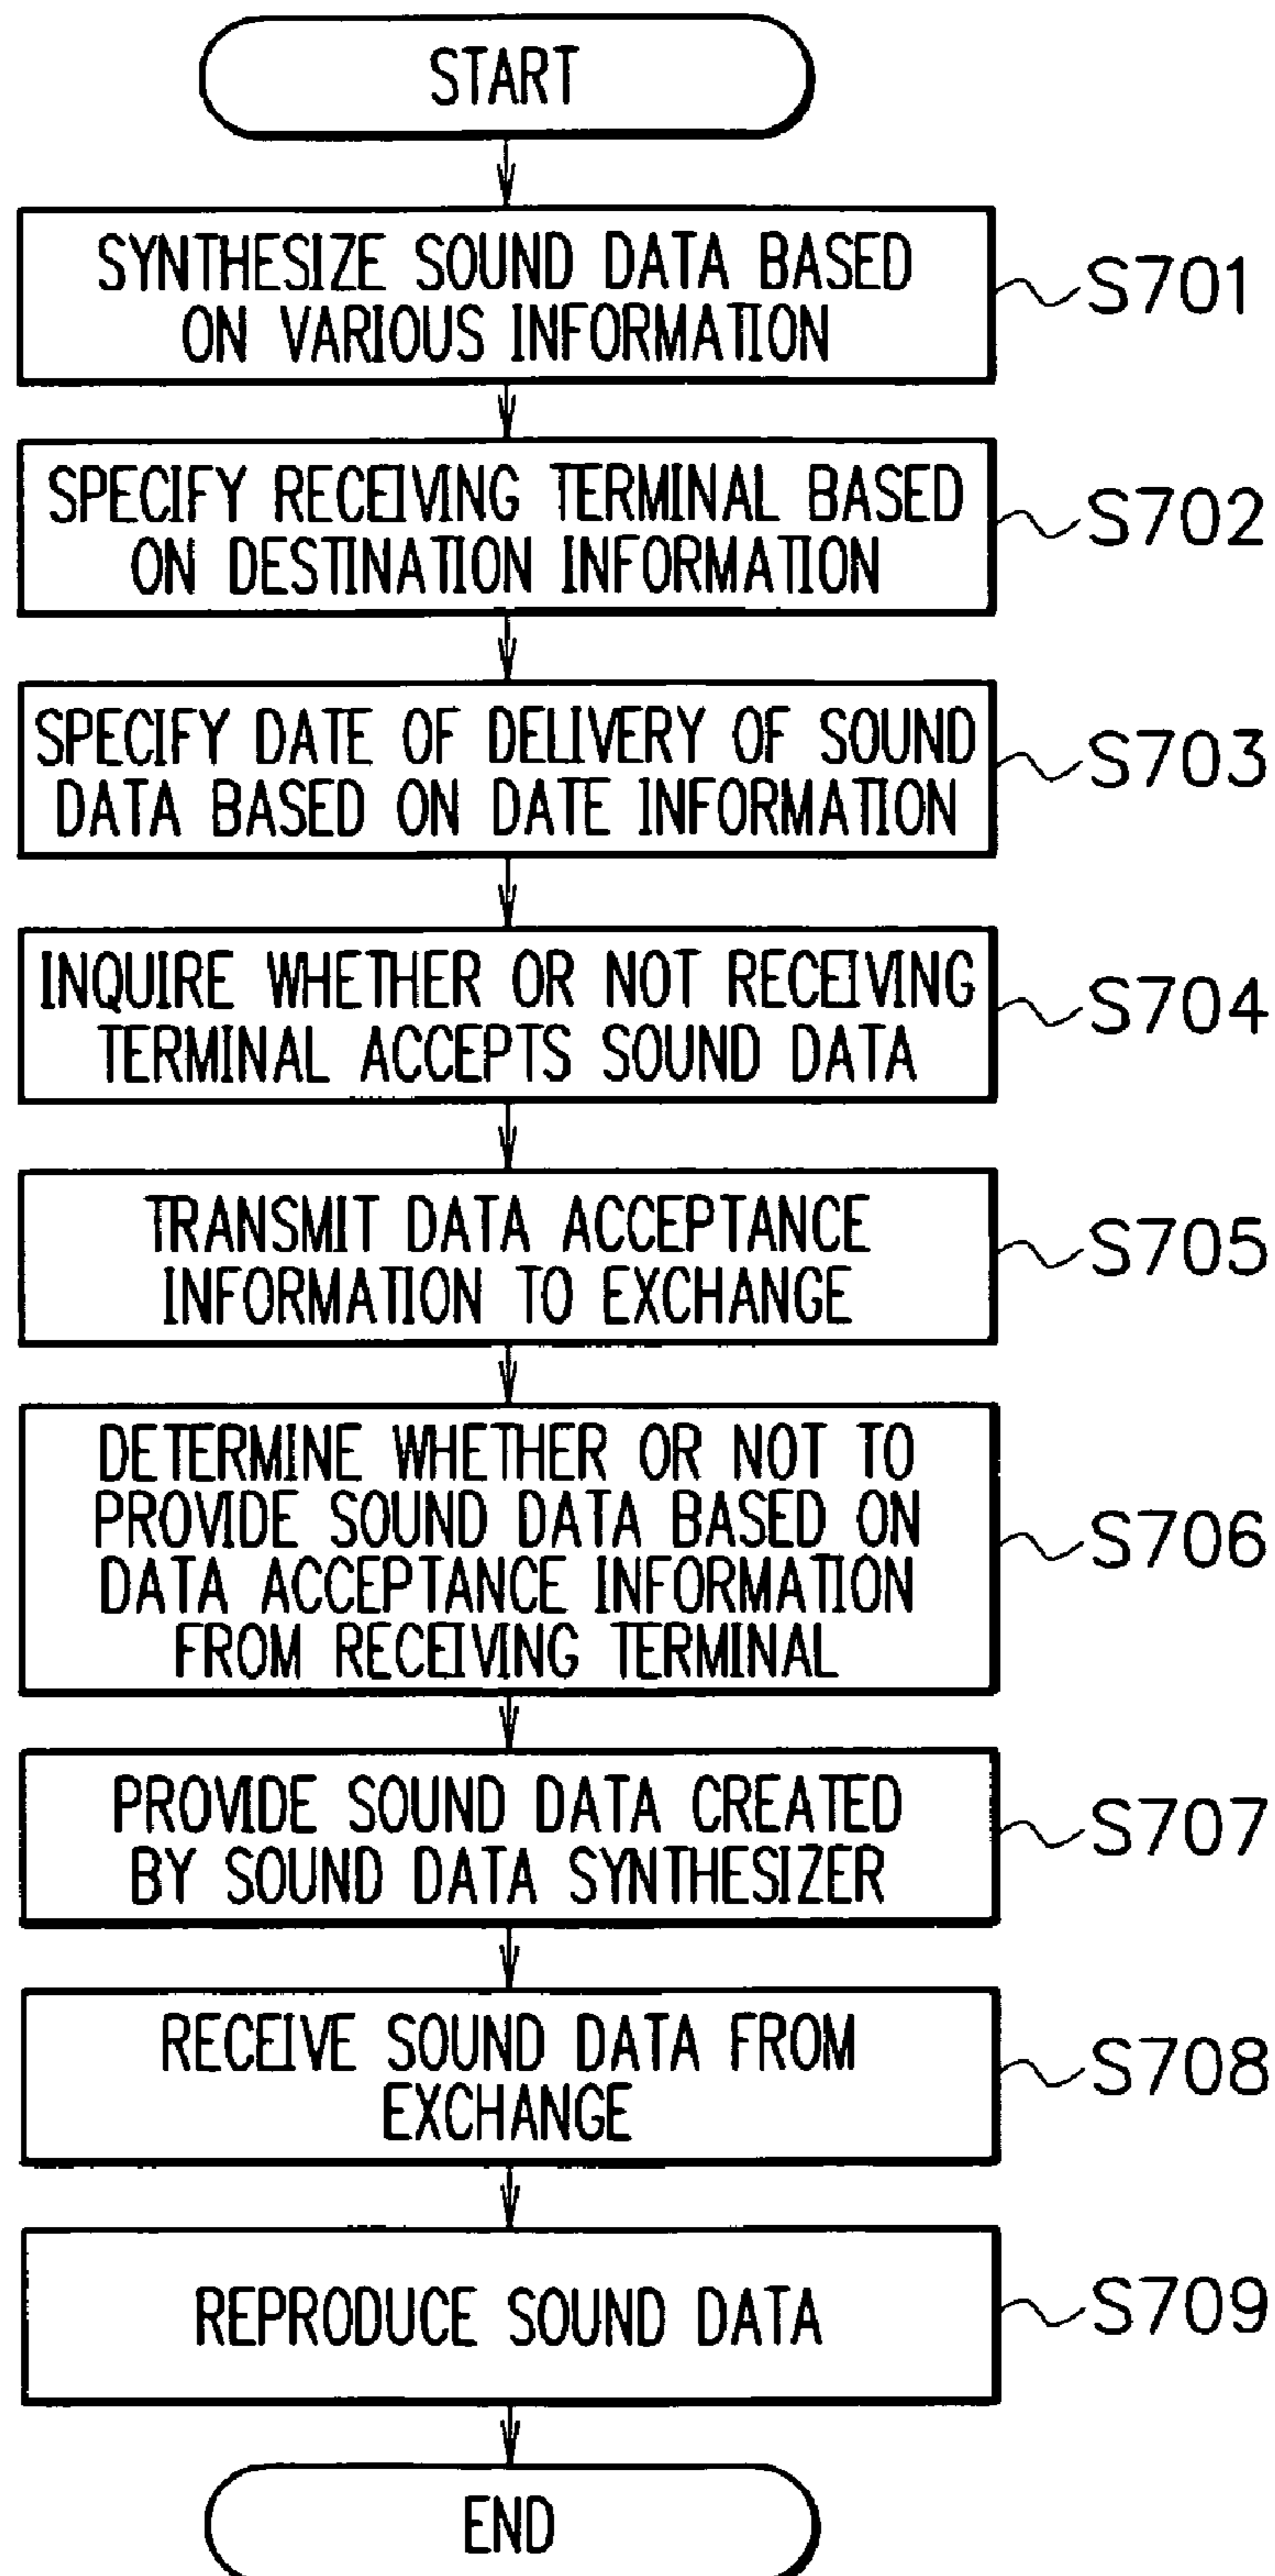 START
SYNTHESIZE SOUND DATA BASED
ON VARIOUS INFORMATION
S701
SPECIFY RECEIVING TERMINAL BASED
ON DESTINATION INFORMATION
S702
SPECIFY DATE OF DELIVERY OF SOUND
DATA BASED ON DATE INFORMATION
S703
INQUIRE WHETHER OR NOT RECEIVING
TERMINAL ACCEPTS SOUND DATA
S704
TRANSMIT DATA ACCEPTANCE
INFORMATION TO EXCHANGE
S705
DETERMINE WHETHER OR NOT TO
PROVIDE SOUND DATA BASED ON
DATA ACCEPTANCE INFORMATION
FROM RECEIVING TERMINAL
S706
PROVIDE SOUND DATA CREATED
BY SOUND DATA SYNTHESIZER
S707
RECEIVE SOUND DATA FROM
EXCHANGE
S708
REPRODUCE SOUND DATA
S709
END